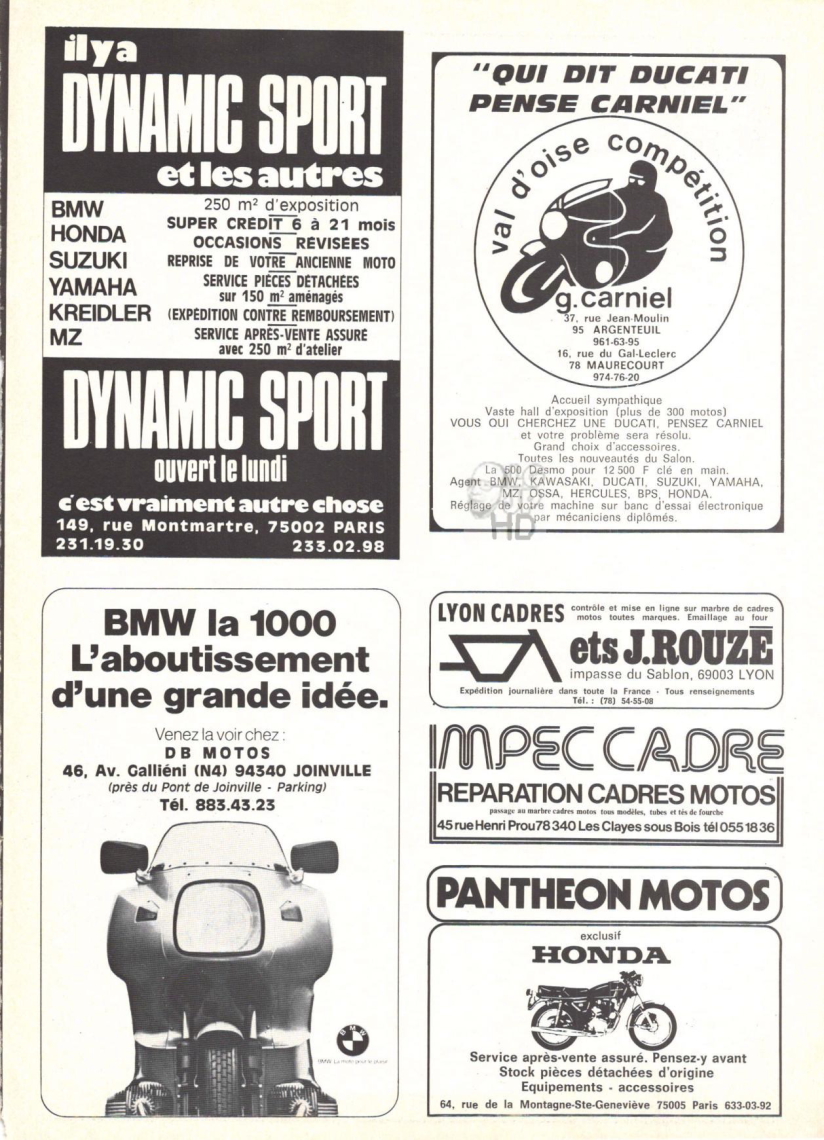 il y a
DYNAMIC SPORT
et les autres
BMW
HONDA
SUZUKI
YAMAHA
KREIDLER
MZ
250 m² d'exposition
SUPER CRÉDIT 6 à 21 mois
OCCASIONS RÉVISÉES
REPRISE DE VOTRE ANCIENNE MOTO
SERVICE PIÈCES DÉTACHÉES
sur 150 m² aménagés
(EXPÉDITION CONTRE REMBOURSEMENT)
SERVICE APRÈS-VENTE ASSURÉ
avec 250 m² d'atelier
DYNAMIC SPORT
ouvert le lundi
c'est vraiment autre chose
149, rue Montmartre, 75002 PARIS
231.19.30 233.02.98
"QUI DIT DUCATI
PENSE CARNIEL"
val d'oise compétition
g.carniel
37, rue Jean-Moulin
95 ARGENTEUIL
961-63-95
16, rue du Gal-Leclerc
78 MAURECOURT
974-76-20
Accueil sympathique
Vaste hall d'exposition (plus de 300 motos)
VOUS QUI CHERCHEZ UNE DUCATI, PENSEZ CARNIEL
et votre problème sera résolu.
Grand choix d'accessoires.
Toutes les nouveautés du Salon.
La 500 Desmo pour 12 500 F clé en main.
Agent BMW, KAWASAKI, DUCATI, SUZUKI, YAMAHA,
MZ, OSSA, HERCULES, BPS, HONDA.
Réglage de votre machine sur banc d'essai électronique
par mécaniciens diplômés.
HD
BMW la 1000
L'aboutissement
d'une grande idée.
Venez la voir chez :
DB MOTOS
46, Av. Galliéni (N4) 94340 JOINVILLE
(près du Pont de Joinville - Parking)
Tél. 883.43.23
BMW
BMW. La moto pour le plaisir
LYON CADRES
contrôle et mise en ligne sur marbre de cadres
motos toutes marques. Emaillage au four
ets J.ROUZÉ
impasse du Sablon, 69003 LYON
Expédition journalière dans toute la France - Tous renseignements
Tél. : (78) 54-55-08
IMPEC CADRE
REPARATION CADRES MOTOS
passage au marbre cadres motos tous modèles, tubes et tés de fourche
45 rue Henri Prou 78340 Les Clayes sous Bois tél 055 18 36
PANTHEON MOTOS
exclusif
HONDA
Service après-vente assuré. Pensez-y avant
Stock pièces détachées d'origine
Equipements - accessoires
64, rue de la Montagne-Ste-Geneviève 75005 Paris 633-03-92